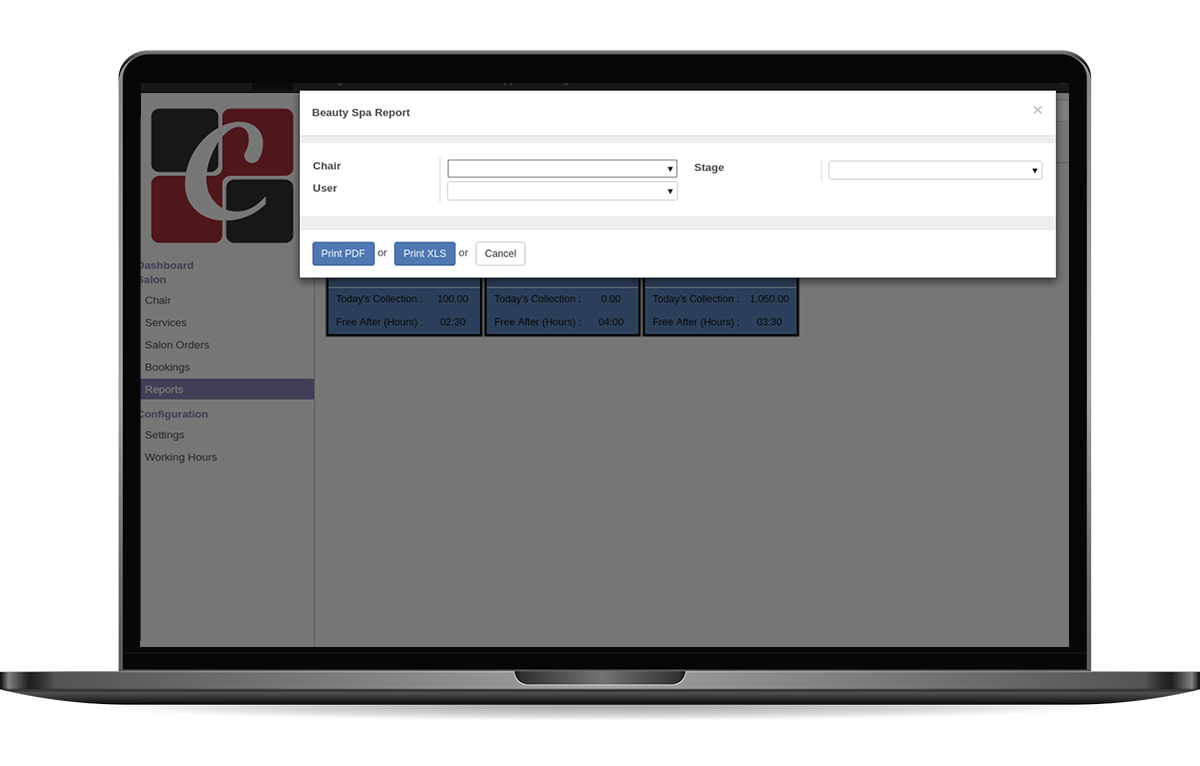 Beauty Spa Report ×
Chair
Stage
User
Print PDF or Print XLS or Cancel
C
Dashboard
Salon
Chair
Services
Salon Orders
Bookings
Reports
Configuration
Settings
Working Hours
Today's Collection : 100.00
Free After (Hours) : 02:30
Today's Collection : 0.00
Free After (Hours) : 04:00
Today's Collection : 1,050.00
Free After (Hours) : 03:30